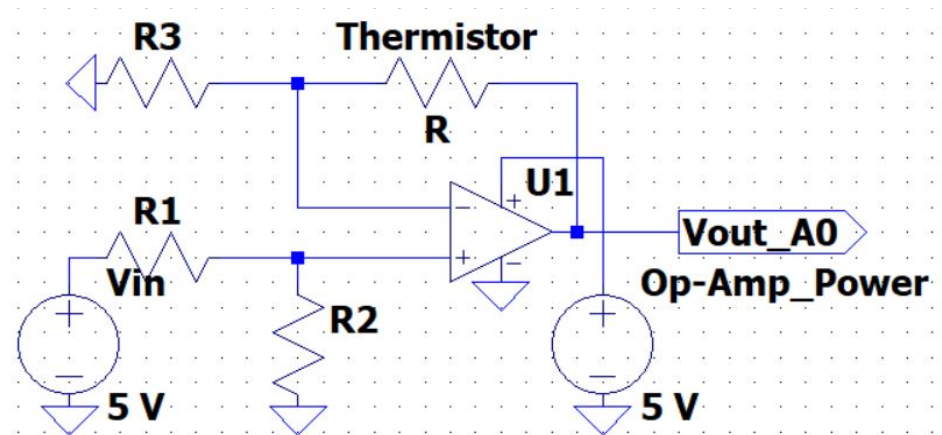 R3
Thermistor
R
U1
R1
Vin
R2
Vout_A0
Op-Amp_Power
5 V
5 V